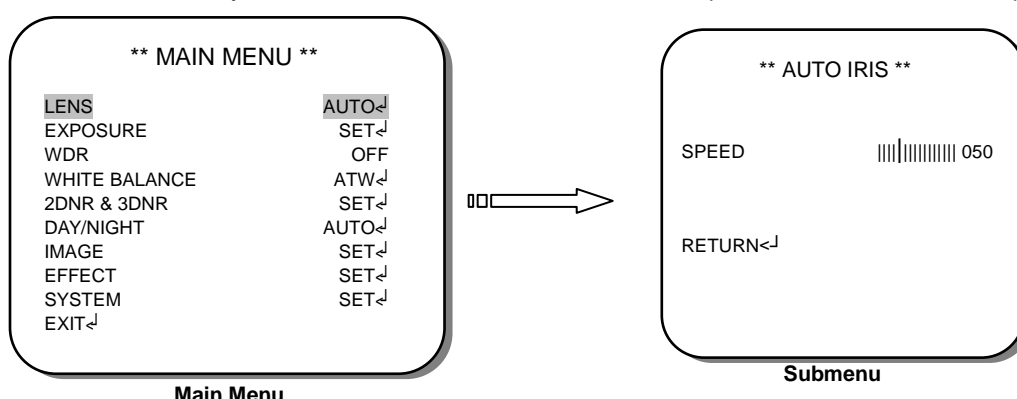 ** MAIN MENU **
LENS AUTO↲
EXPOSURE SET↲
WDR OFF
WHITE BALANCE ATW↲
2DNR & 3DNR SET↲
DAY/NIGHT AUTO↲
IMAGE SET↲
EFFECT SET↲
SYSTEM SET↲
EXIT↲
Main Menu
** AUTO IRIS **
SPEED 050
RETURN↲
Submenu